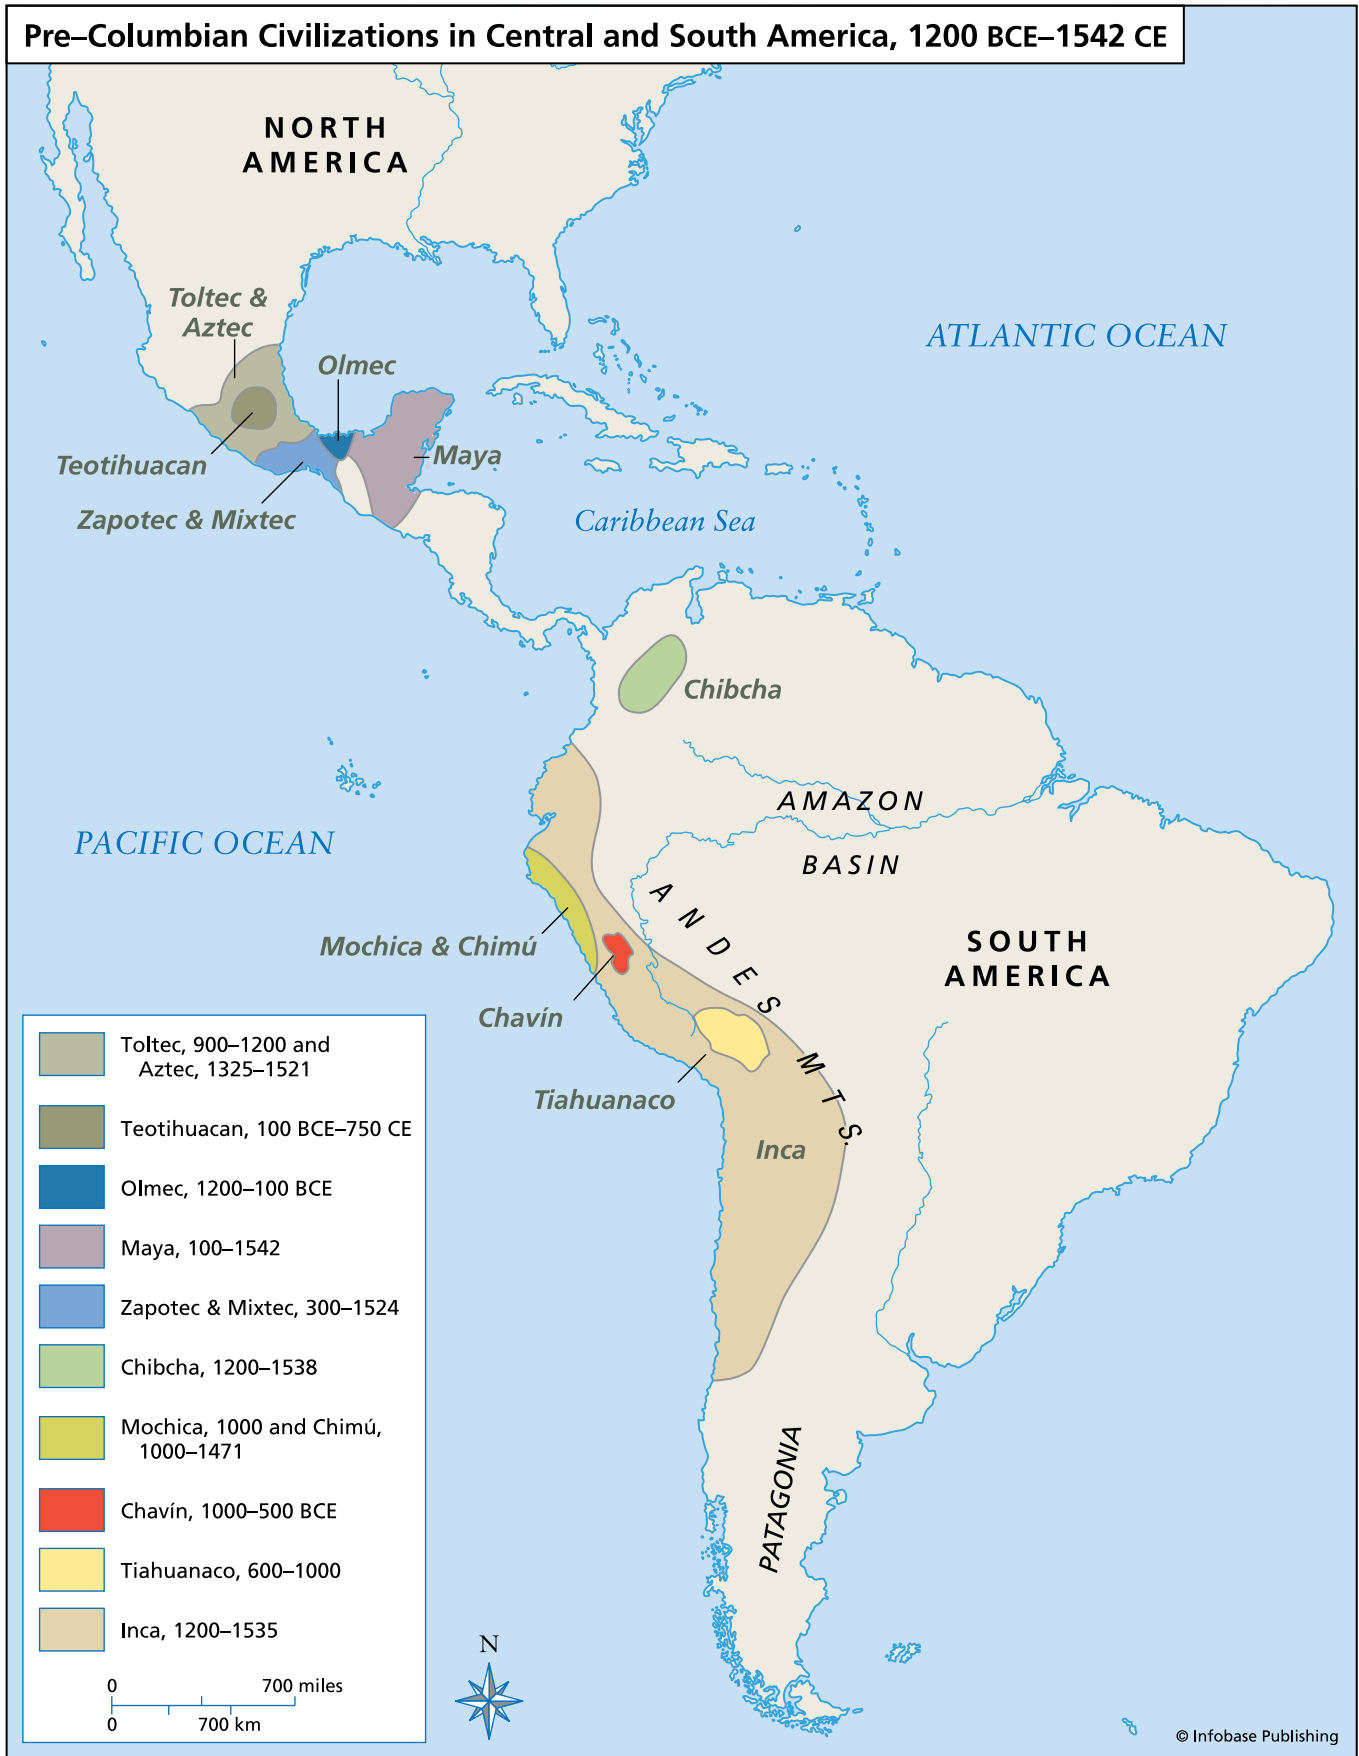 Pre–Columbian Civilizations in Central and South America, 1200 BCE–1542 CE
NORTH
AMERICA
Toltec &
Aztec
Olmec
ATLANTIC OCEAN
Teotihuacan
Maya
Zapotec & Mixtec
Caribbean Sea
Chibcha
AMAZON
PACIFIC OCEAN
BASIN
ANDES MTS.
Mochica & Chimú
SOUTH
AMERICA
Chavín
Tiahuanaco
Inca
PATAGONIA
Toltec, 900–1200 and
Aztec, 1325–1521
Teotihuacan, 100 BCE–750 CE
Olmec, 1200–100 BCE
Maya, 100–1542
Zapotec & Mixtec, 300–1524
Chibcha, 1200–1538
Mochica, 1000 and Chimú,
1000–1471
Chavín, 1000–500 BCE
Tiahuanaco, 600–1000
Inca, 1200–1535
0 700 miles
0 700 km
N
© Infobase Publishing